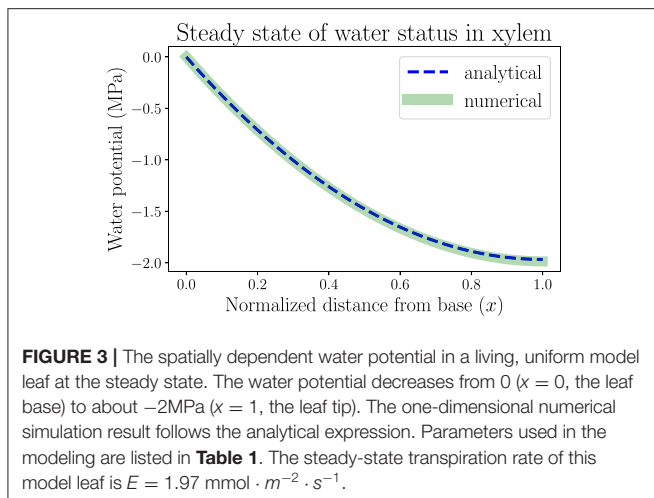 Steady state of water status in xylem
0.0
−0.5
−1.0
−1.5
−2.0
Water potential (MPa)
analytical
numerical
0.0 0.2 0.4 0.6 0.8 1.0
Normalized distance from base (x)
FIGURE 3 | The spatially dependent water potential in a living, uniform model
leaf at the steady state. The water potential decreases from 0 (x = 0, the leaf
base) to about −2MPa (x = 1, the leaf tip). The one-dimensional numerical
simulation result follows the analytical expression. Parameters used in the
modeling are listed in Table 1. The steady-state transpiration rate of this
model leaf is E = 1.97 mmol · m⁻² · s⁻¹.